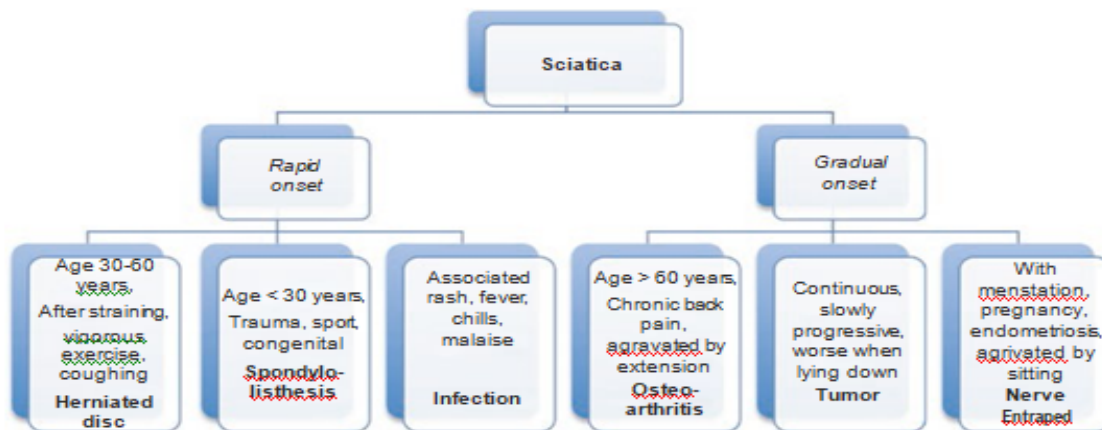 Sciatica
Rapid
onset
Gradual
onset
Age 30-60
years,
After straining,
vigorous
exercise,
coughing
Herniated
disc
Age < 30 years,
Trauma, sport,
congenital
Spondylo-
listhesis
Associated
rash, fever,
chills,
malaise
Infection
Age > 60 years,
Chronic back
pain,
agravated by
extension
Osteo-
arthritis
Continuous,
slowly
progressive,
worse when
lying down
Tumor
With
menstation,
pregnancy,
endometriosis,
agrivated by
sitting
Nerve
Entraped